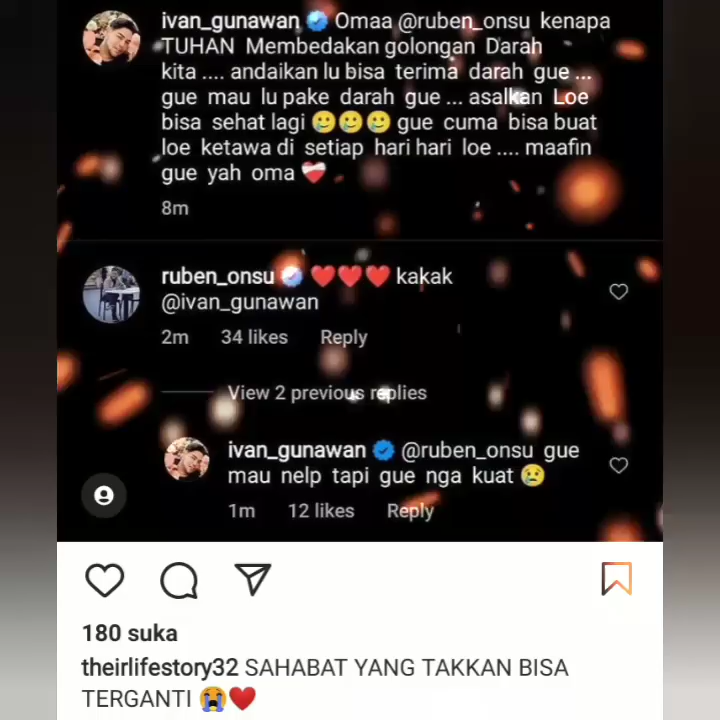 ivan_gunawan Omaa @ruben_onsu kenapa
TUHAN Membedakan golongan Darah
kita .... andaikan lu bisa terima darah gue ...
gue mau lu pake darah gue ... asalkan Loe
bisa sehat lagi 🥲🥲🥲 gue cuma bisa buat
loe ketawa di setiap hari hari loe .... maafin
gue yah oma ❤️‍🩹
8m
ruben_onsu ❤️❤️❤️ kakak
@ivan_gunawan
2m 34 likes Reply
View 2 previous replies
ivan_gunawan @ruben_onsu gue
mau nelp tapi gue nga kuat 😢
1m 12 likes Reply
180 suka
theirlifestory32 SAHABAT YANG TAKKAN BISA
TERGANTI 😭❤️